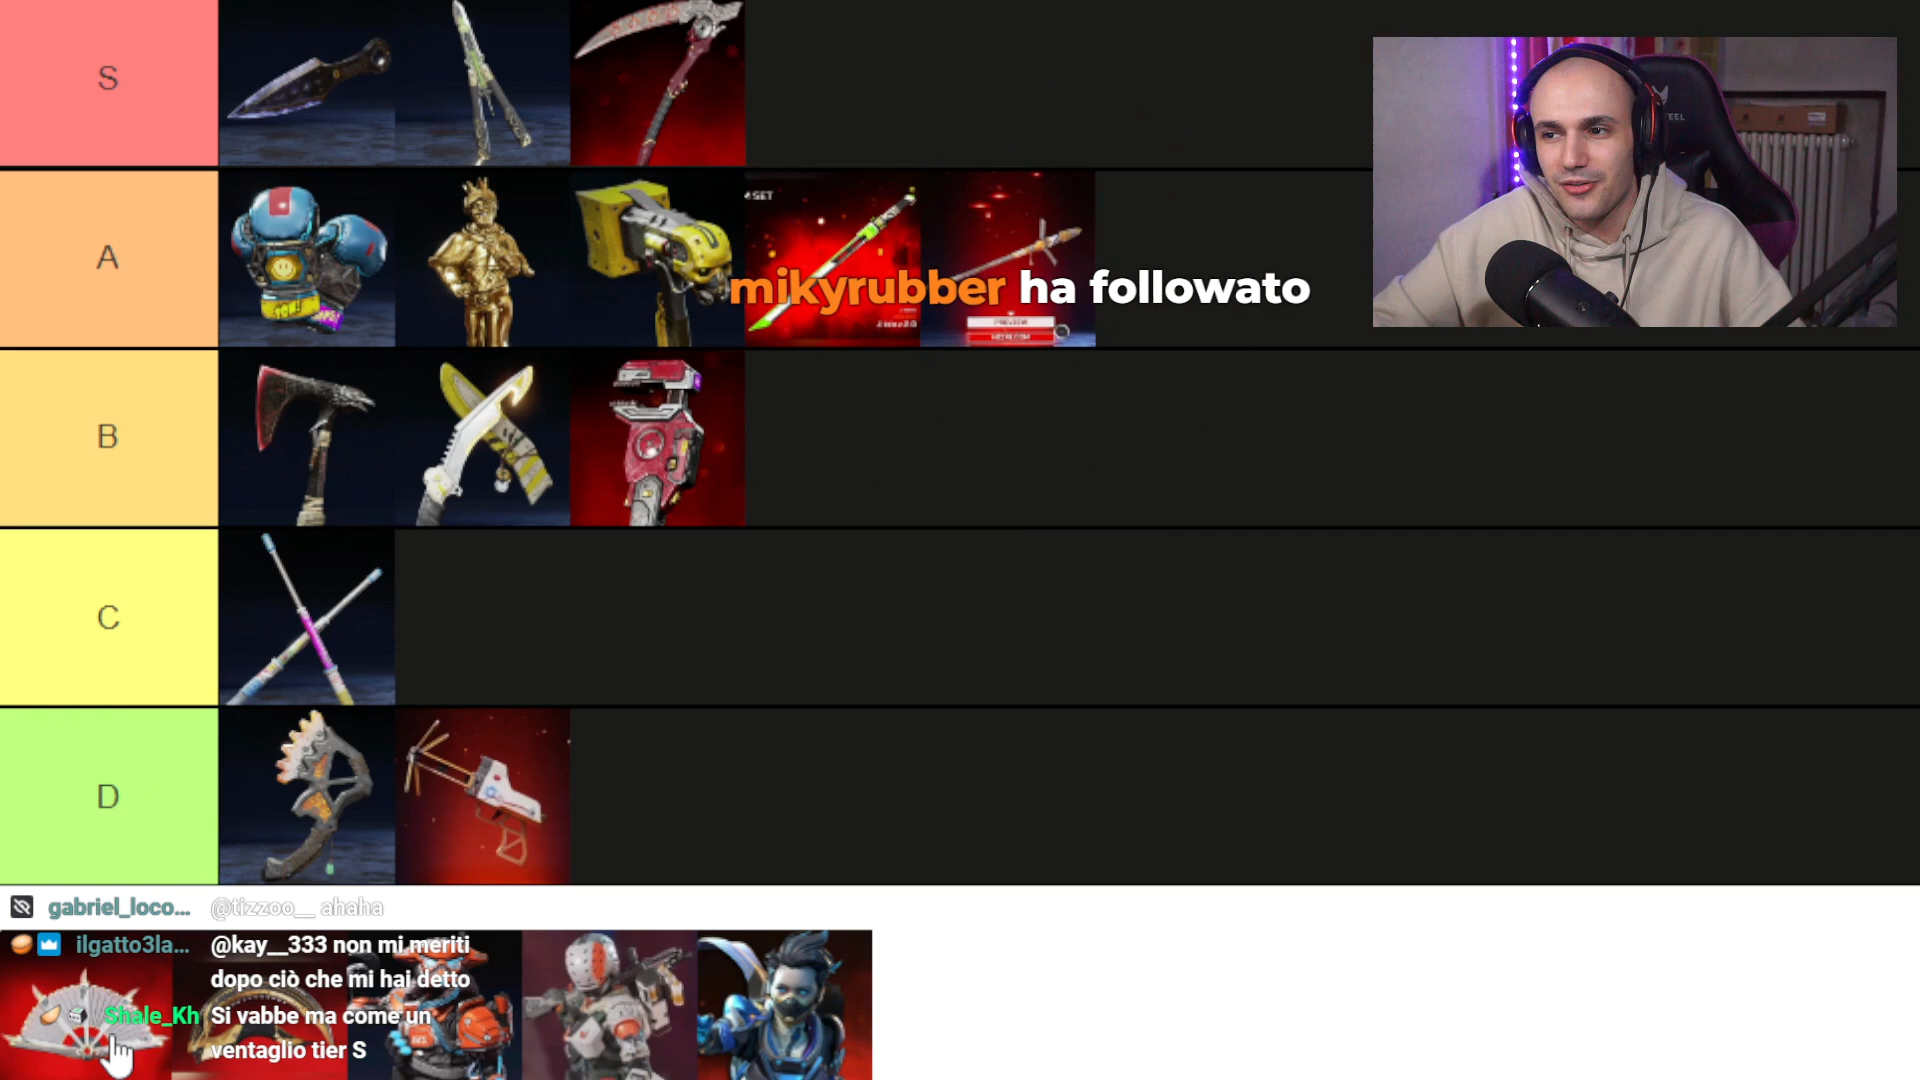 S
A
mikyrubber ha followato
B
C
D
gabriel_loco... @tizzoo__ ahaha
ilgatto3la... @kay__333 non mi meriti
dopo ciò che mi hai detto
Shale_Kh Si vabbe ma come un
ventaglio tier S